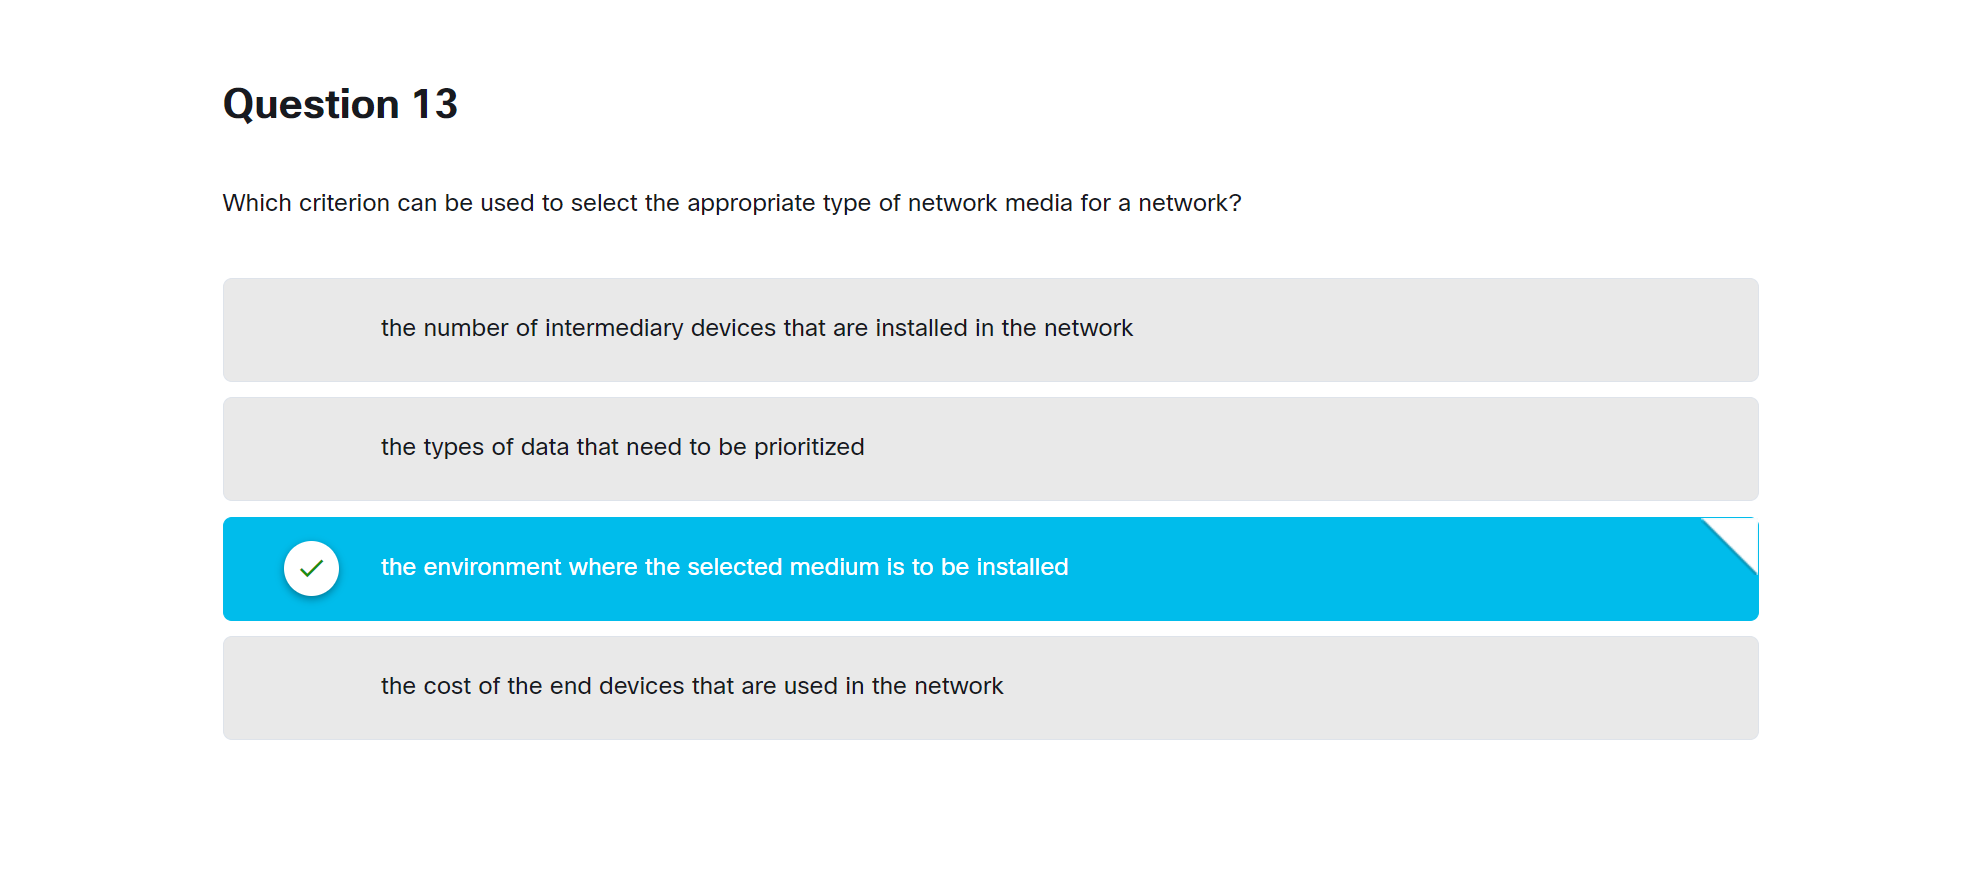 Question 13
Which criterion can be used to select the appropriate type of network media for a network?
the number of intermediary devices that are installed in the network
the types of data that need to be prioritized
the environment where the selected medium is to be installed
the cost of the end devices that are used in the network